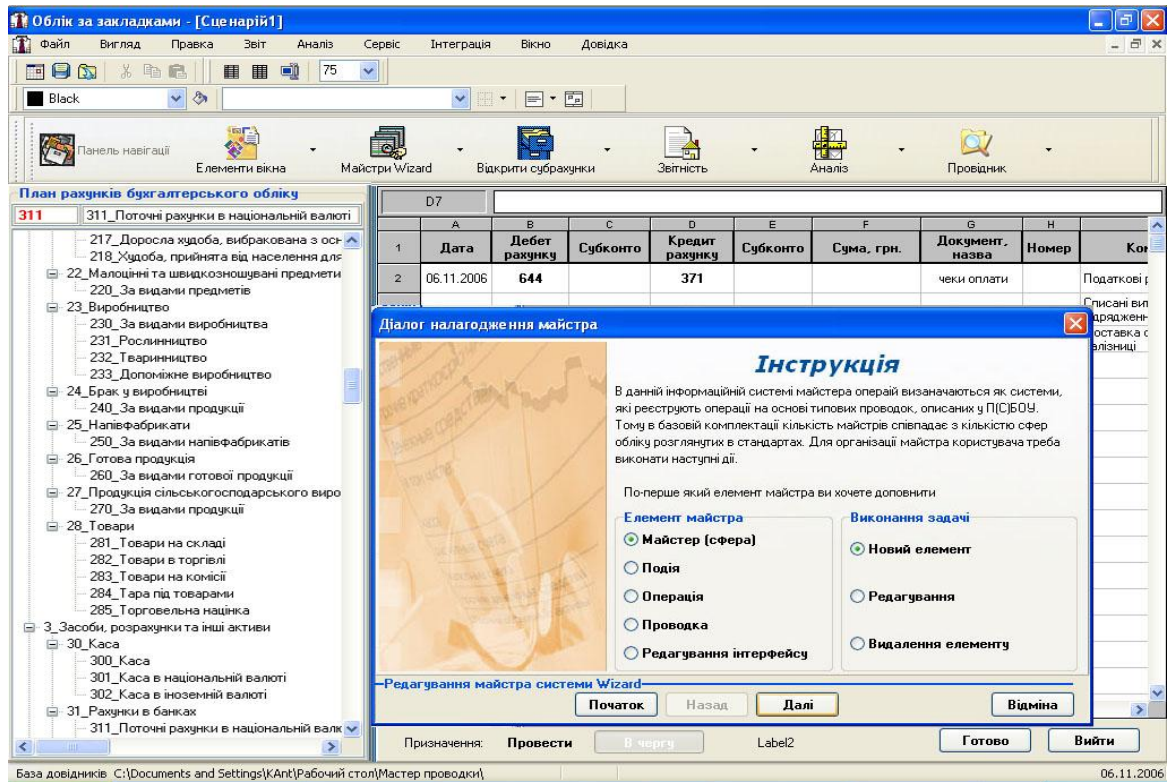 Облік за закладками - [Сценарій1]
Файл Вигляд Правка Звіт Аналіз Сервіс Інтеграція Вікно Довідка
75
Black
Панель навігації Елементи вікна Майстри Wizard Відкрити субрахунки Звітність Аналіз Провідник
План рахунків бухгалтерського обліку
311 311_Поточні рахунки в національній валюті
217_Доросла худоба, вибракована з осн
218_Худоба, прийнята від населення для
22_Малоцінні та швидкозношувані предмети
220_За видами предметів
23_Виробництво
230_За видами виробництва
231_Рослинництво
232_Тваринництво
233_Допоміжне виробництво
24_Брак у виробництві
240_За видами продукції
25_Напівфабрикати
250_За видами напівфабрикатів
26_Готова продукція
260_За видами готової продукції
27_Продукція сільськогосподарського виро
270_За видами продукції
28_Товари
281_Товари на складі
282_Товари в торгівлі
283_Товари на комісії
284_Тара під товарами
285_Торговельна націнка
3_Засоби, розрахунки та інші активи
30_Каса
300_Каса
301_Каса в національній валюті
302_Каса в іноземній валюті
31_Рахунки в банках
311_Поточні рахунки в національній валк
D7
A B C D E F G H
1 Дата Дебет рахунку Субконто Кредит рахунку Субконто Сума, грн. Документ, назва Номер Ко
2 06.11.2006 644 371 чеки оплати Податкові р
Списані вип
дрядженн
оставка с
алізниці
Діалог налагодження майстра
Інструкція
В данній інформаційній системі майстера операій визаначаються як системи,
які реєструють операції на основі типових проводок, описаних у П(С)БОУ.
Тому в базовій комплектації кількість майстрів співпадає з кількістю сфер
обліку розглянутих в стандартах. Для організації майстра користувача треба
виконати наступні дії.
По-перше який елемент майстра ви хочете доповнити
Елемент майстра
Майстер (сфера)
Подія
Операція
Проводка
Редагування інтерфейсу
Виконання задачі
Новий елемент
Редагування
Видалення елементу
Редагування майстра системи Wizard
Початок Назад Далі Відміна
Призначення: Провести В чергу Label2 Готово Вийти
База довідників C:\Documents and Settings\KAnt\Рабочий стол\Мастер проводки\ 06.11.2006